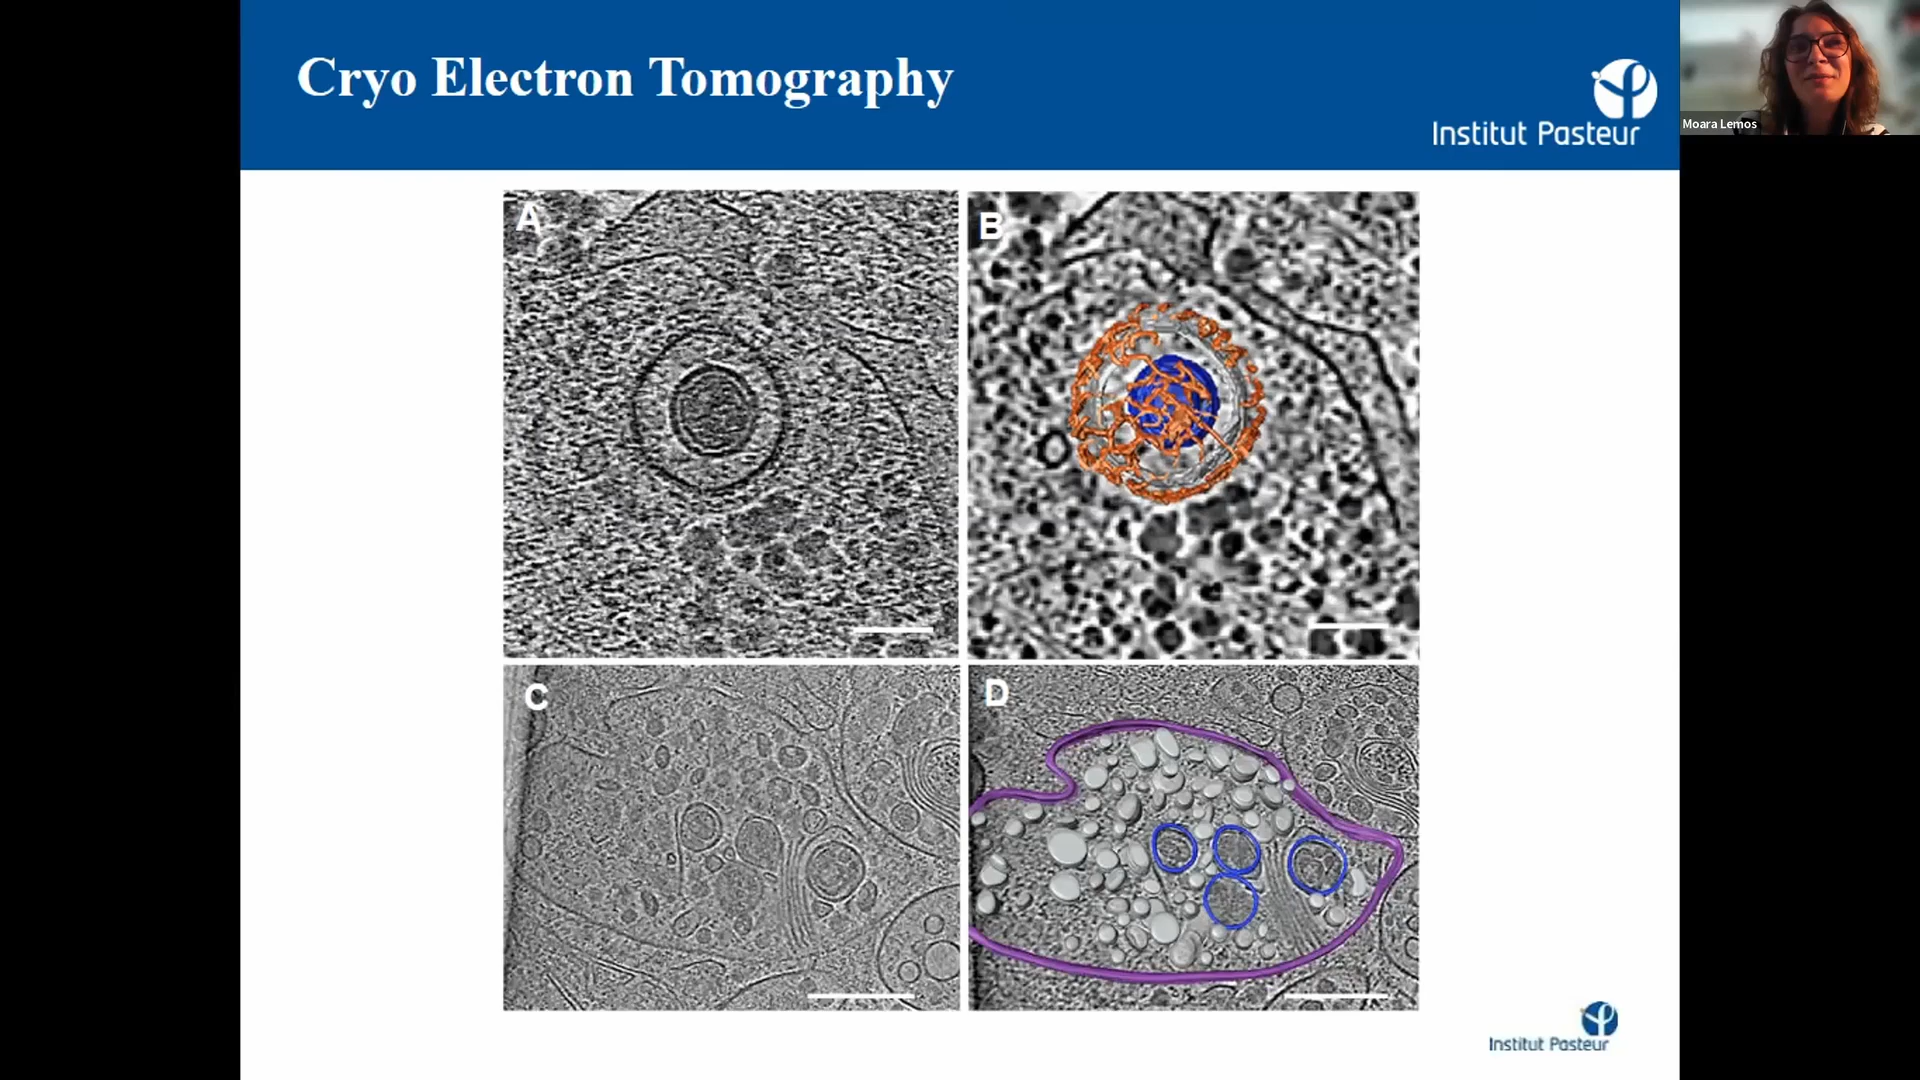 Cryo Electron Tomography
Institut Pasteur
Moara Lemos
A
B
C
D
Institut Pasteur